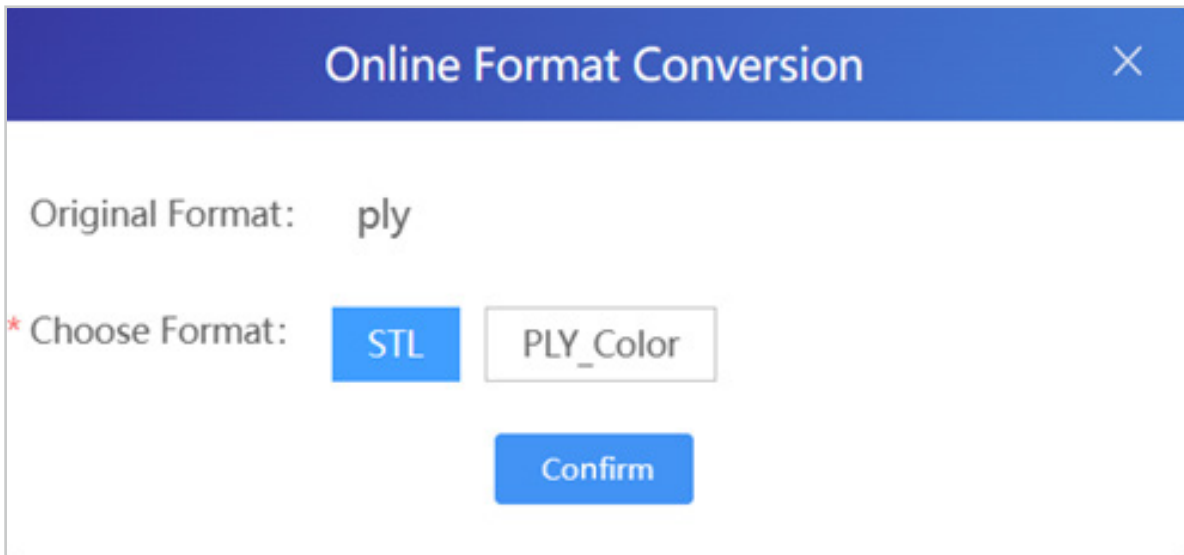 Online Format Conversion
Original Format: ply
* Choose Format: STL PLY_Color
Confirm